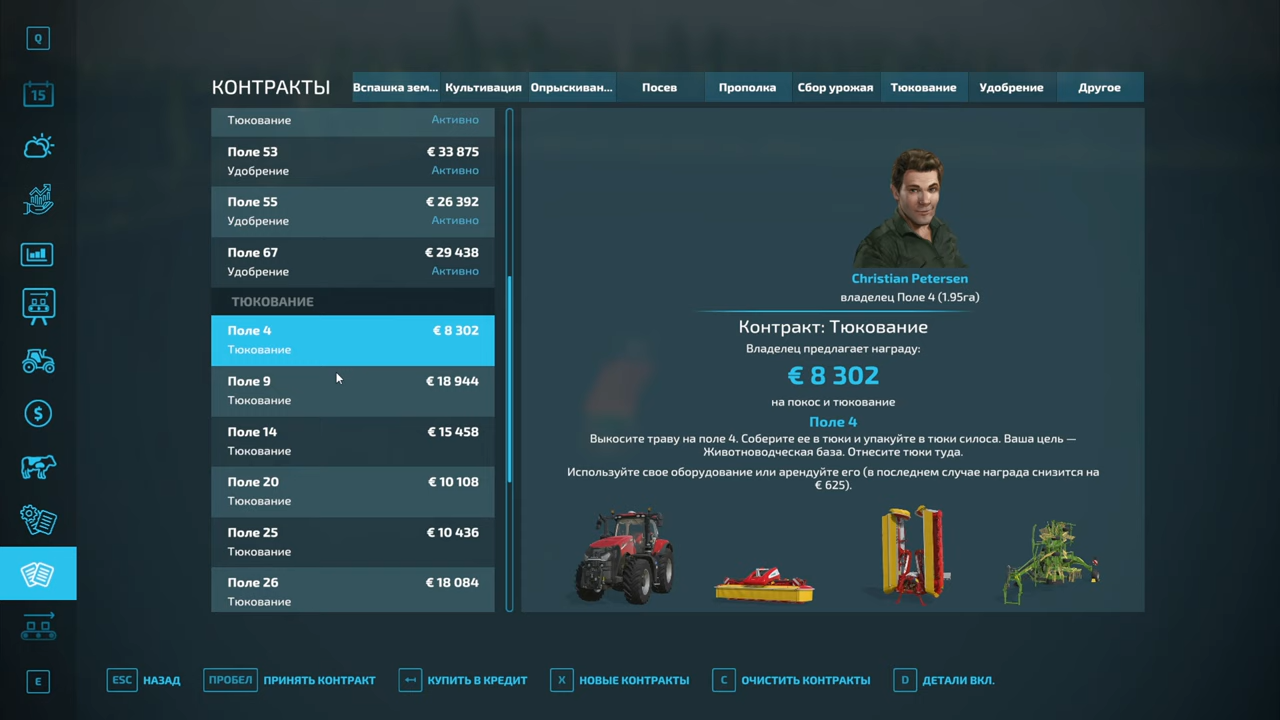 Q
15
КОНТРАКТЫ
Вспашка зем...
Культивация
Опрыскиван...
Посев
Прополка
Сбор урожая
Тюкование
Удобрение
Другое
Тюкование Активно
Поле 53 € 33 875
Удобрение Активно
Поле 55 € 26 392
Удобрение Активно
Поле 67 € 29 438
Удобрение Активно
ТЮКОВАНИЕ
Поле 4 € 8 302
Тюкование
Поле 9 € 18 944
Тюкование
Поле 14 € 15 458
Тюкование
Поле 20 € 10 108
Тюкование
Поле 25 € 10 436
Тюкование
Поле 26 € 18 084
Тюкование
Christian Petersen
владелец Поле 4 (1.95га)
Контракт: Тюкование
Владелец предлагает награду:
€ 8 302
на покос и тюкование
Поле 4
Выкосите траву на поле 4. Соберите ее в тюки и упакуйте в тюки силоса. Ваша цель —
Животноводческая база. Отнесите тюки туда.
Используйте свое оборудование или арендуйте его (в последнем случае награда снизится на
€ 625).
E
ESC НАЗАД
ПРОБЕЛ ПРИНЯТЬ КОНТРАКТ
КУПИТЬ В КРЕДИТ
X НОВЫЕ КОНТРАКТЫ
C ОЧИСТИТЬ КОНТРАКТЫ
D ДЕТАЛИ ВКЛ.